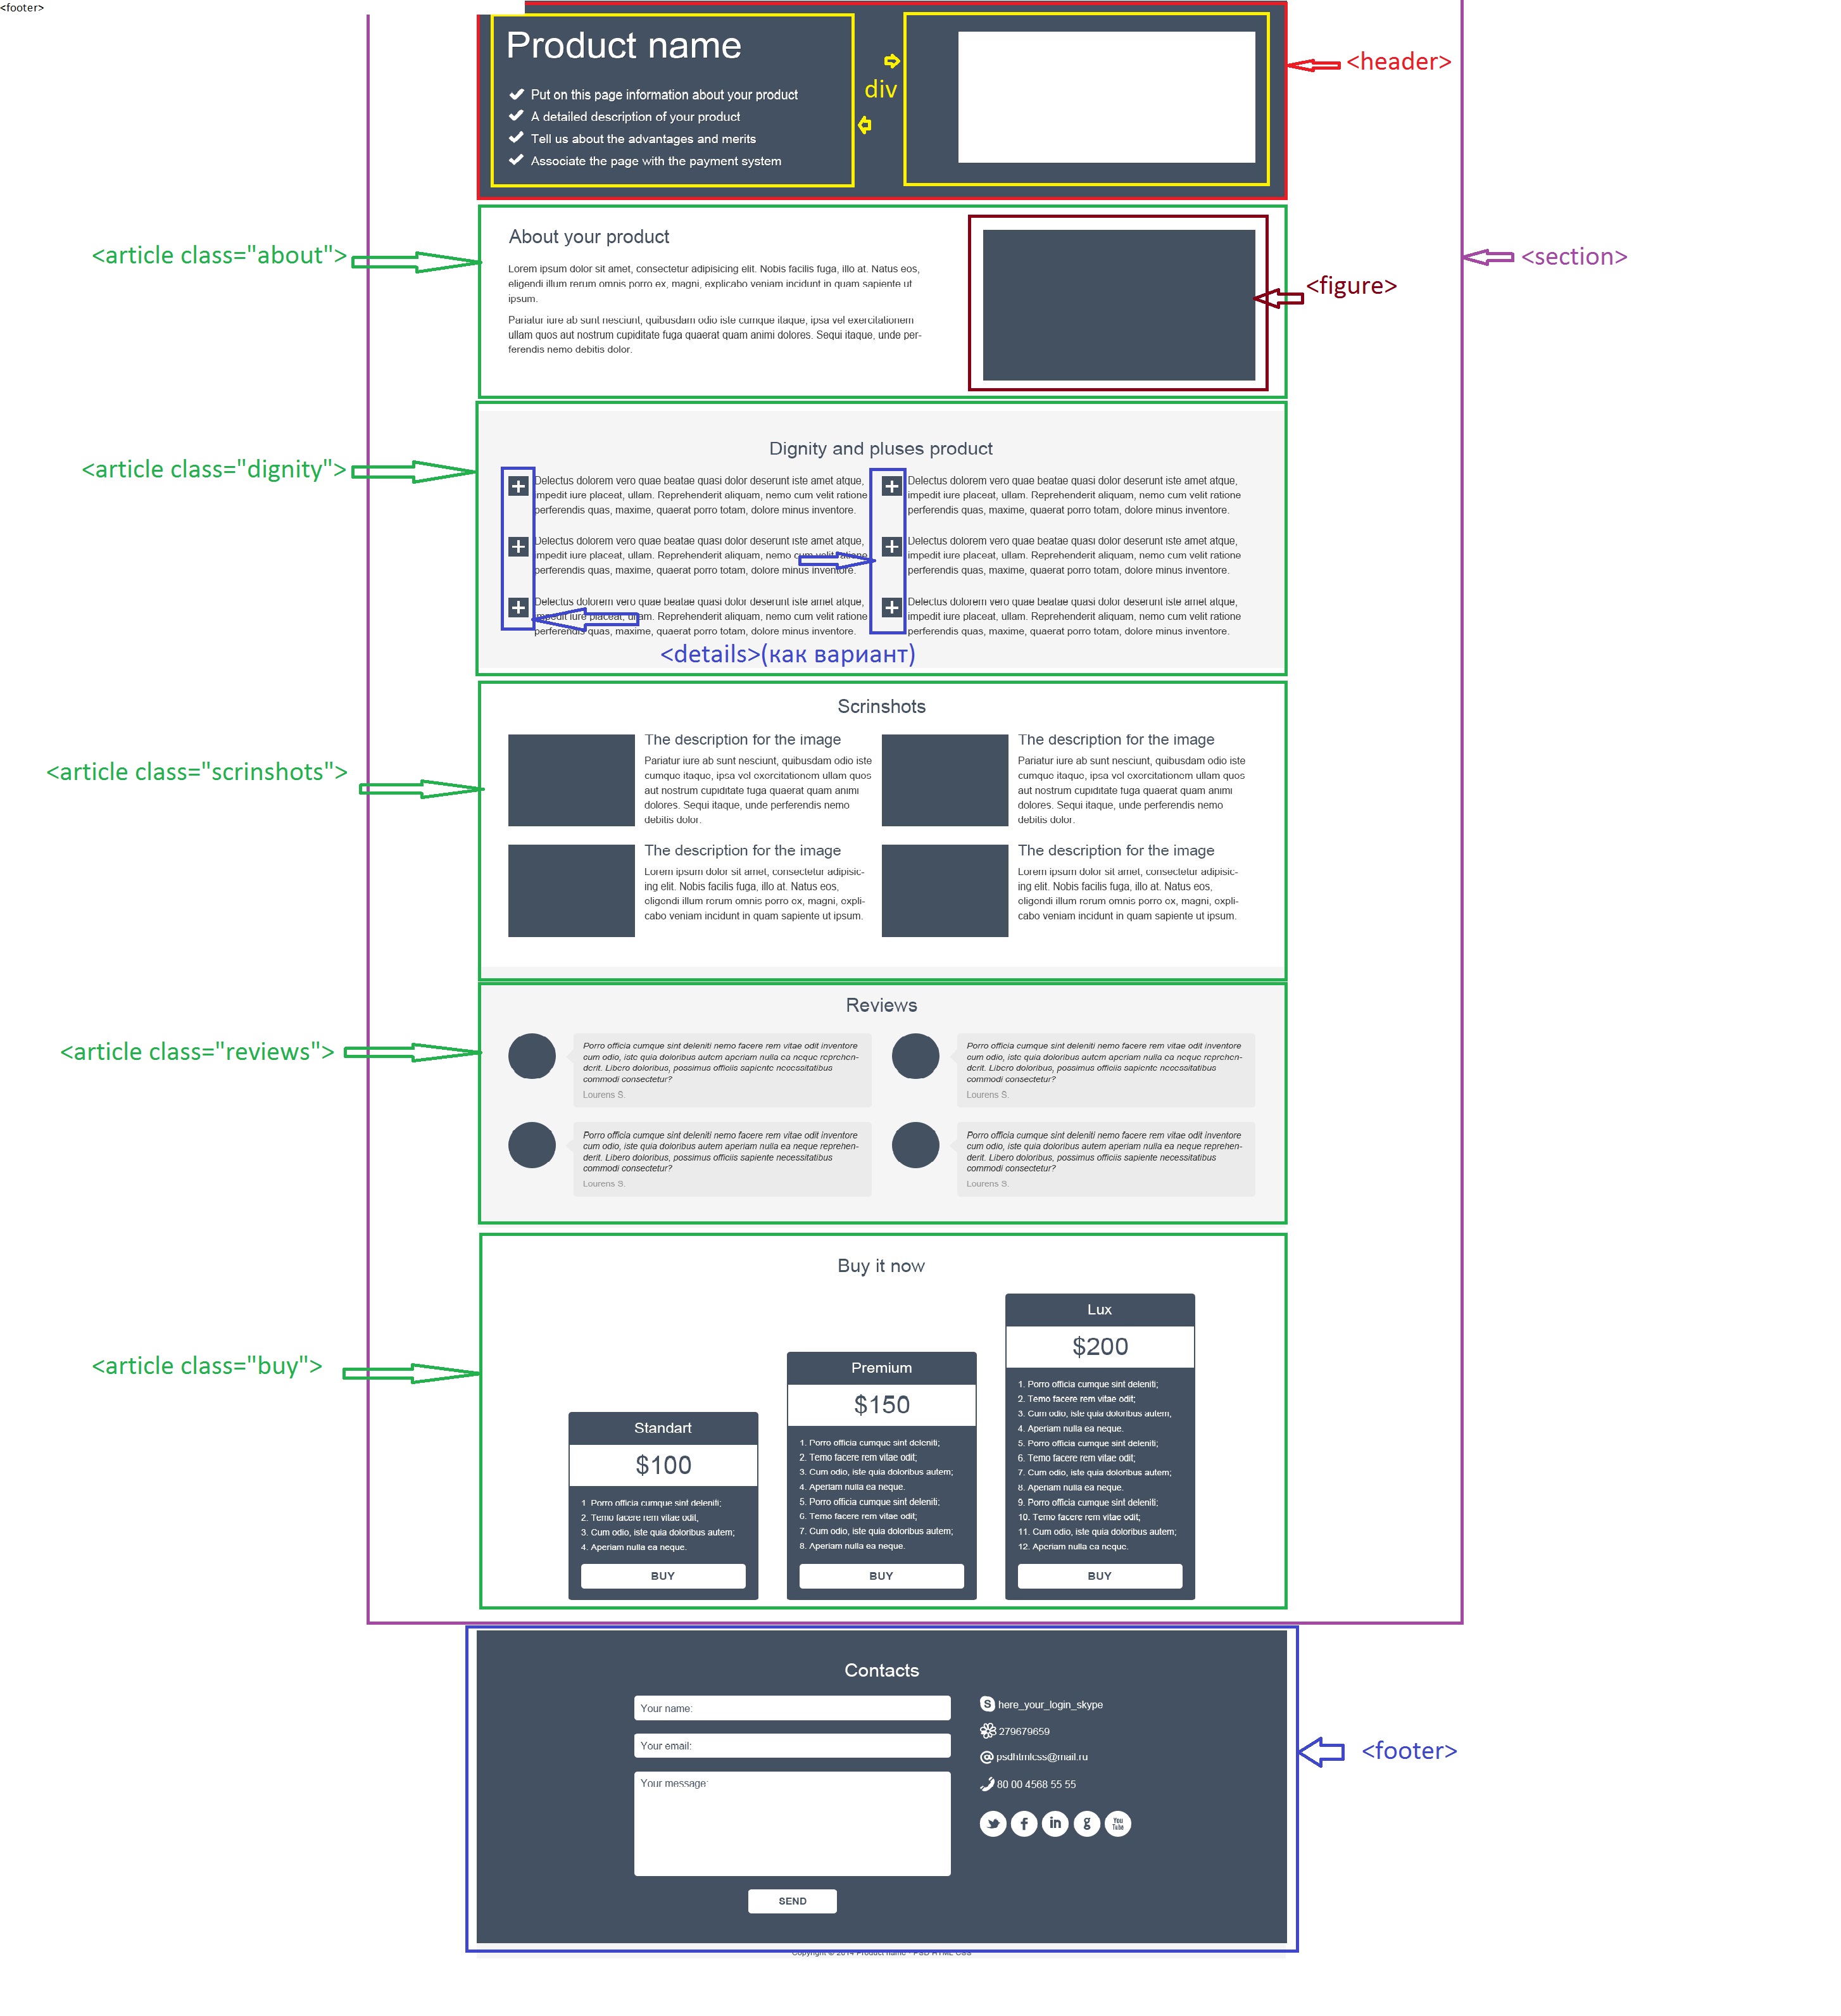 <footer>
Product name
Put on this page information about your product
A detailed description of your product
Tell us about the advantages and merits
Associate the page with the payment system
div
<header>
<article class="about">
About your product
Lorem ipsum dolor sit amet, consectetur adipisicing elit. Nobis facilis fuga, illo at. Natus eos,
eligendi illum rerum omnis porro ex, magni, explicabo veniam incidunt in quam sapiente ut
ipsum.
Pariatur iure ab sunt nesciunt, quibusdam odio iste cumque itaque, ipsa vel exercitationem
ullam quos aut nostrum cupiditate fuga quaerat quam animi dolores. Sequi itaque, unde per-
ferendis nemo debitis dolor.
<figure>
<section>
<article class="dignity">
Dignity and pluses product
Delectus dolorem vero quae beatae quasi dolor deserunt iste amet atque,
impedit iure placeat, ullam. Reprehenderit aliquam, nemo cum velit ratione
perferendis quas, maxime, quaerat porro totam, dolore minus inventore.
Delectus dolorem vero quae beatae quasi dolor deserunt iste amet atque,
impedit iure placeat, ullam. Reprehenderit aliquam, nemo cum velit ratione
perferendis quas, maxime, quaerat porro totam, dolore minus inventore.
Delectus dolorem vero quae beatae quasi dolor deserunt iste amet atque,
impedit iure placeat, ullam. Reprehenderit aliquam, nemo cum velit ratione
perferendis quas, maxime, quaerat porro totam, dolore minus inventore.
Delectus dolorem vero quae beatae quasi dolor deserunt iste amet atque,
impedit iure placeat, ullam. Reprehenderit aliquam, nemo cum velit ratione
perferendis quas, maxime, quaerat porro totam, dolore minus inventore.
Delectus dolorem vero quae beatae quasi dolor deserunt iste amet atque,
impedit iure placeat, ullam. Reprehenderit aliquam, nemo cum velit ratione
perferendis quas, maxime, quaerat porro totam, dolore minus inventore.
Delectus dolorem vero quae beatae quasi dolor deserunt iste amet atque,
impedit iure placeat, ullam. Reprehenderit aliquam, nemo cum velit ratione
perferendis quas, maxime, quaerat porro totam, dolore minus inventore.
<details>(как вариант)
<article class="scrinshots">
Scrinshots
The description for the image
Pariatur iure ab sunt nesciunt, quibusdam odio iste
cumque itaque, ipsa vel exercitationem ullam quos
aut nostrum cupiditate fuga quaerat quam animi
dolores. Sequi itaque, unde perferendis nemo
debitis dolor.
The description for the image
Pariatur iure ab sunt nesciunt, quibusdam odio iste
cumque itaque, ipsa vel exercitationem ullam quos
aut nostrum cupiditate fuga quaerat quam animi
dolores. Sequi itaque, unde perferendis nemo
debitis dolor.
The description for the image
Lorem ipsum dolor sit amet, consectetur adipisic-
ing elit. Nobis facilis fuga, illo at. Natus eos,
eligendi illum rerum omnis porro ex, magni, expli-
cabo veniam incidunt in quam sapiente ut ipsum.
The description for the image
Lorem ipsum dolor sit amet, consectetur adipisic-
ing elit. Nobis facilis fuga, illo at. Natus eos,
eligendi illum rerum omnis porro ex, magni, expli-
cabo veniam incidunt in quam sapiente ut ipsum.
<article class="reviews">
Reviews
Porro officia cumque sint deleniti nemo facere rem vitae odit inventore
cum odio, iste quia doloribus autem aperiam nulla ea neque reprehen-
derit. Libero doloribus, possimus officiis sapiente necessitatibus
commodi consectetur?
Lourens S.
Porro officia cumque sint deleniti nemo facere rem vitae odit inventore
cum odio, iste quia doloribus autem aperiam nulla ea neque reprehen-
derit. Libero doloribus, possimus officiis sapiente necessitatibus
commodi consectetur?
Lourens S.
Porro officia cumque sint deleniti nemo facere rem vitae odit inventore
cum odio, iste quia doloribus autem aperiam nulla ea neque reprehen-
derit. Libero doloribus, possimus officiis sapiente necessitatibus
commodi consectetur?
Lourens S.
Porro officia cumque sint deleniti nemo facere rem vitae odit inventore
cum odio, iste quia doloribus autem aperiam nulla ea neque reprehen-
derit. Libero doloribus, possimus officiis sapiente necessitatibus
commodi consectetur?
Lourens S.
<article class="buy">
Buy it now
Standart
$100
1. Porro officia cumque sint deleniti;
2. Temo facere rem vitae odit;
3. Cum odio, iste quia doloribus autem;
4. Aperiam nulla ea neque.
BUY
Premium
$150
1. Porro officia cumque sint deleniti;
2. Temo facere rem vitae odit;
3. Cum odio, iste quia doloribus autem;
4. Aperiam nulla ea neque.
5. Porro officia cumque sint deleniti;
6. Temo facere rem vitae odit;
7. Cum odio, iste quia doloribus autem;
8. Aperiam nulla ea neque.
BUY
Lux
$200
1. Porro officia cumque sint deleniti;
2. Temo facere rem vitae odit;
3. Cum odio, iste quia doloribus autem;
4. Aperiam nulla ea neque.
5. Porro officia cumque sint deleniti;
6. Temo facere rem vitae odit;
7. Cum odio, iste quia doloribus autem;
8. Aperiam nulla ea neque.
9. Porro officia cumque sint deleniti;
10. Temo facere rem vitae odit;
11. Cum odio, iste quia doloribus autem;
12. Aperiam nulla ea neque.
BUY
Contacts
Your name:
Your email:
Your message:
SEND
here_your_login_skype
279679659
psdhtmlcss@mail.ru
80 00 4568 55 55
in
You
Tube
<footer>
Copyright © 2014 Product name - PSD HTML CSS